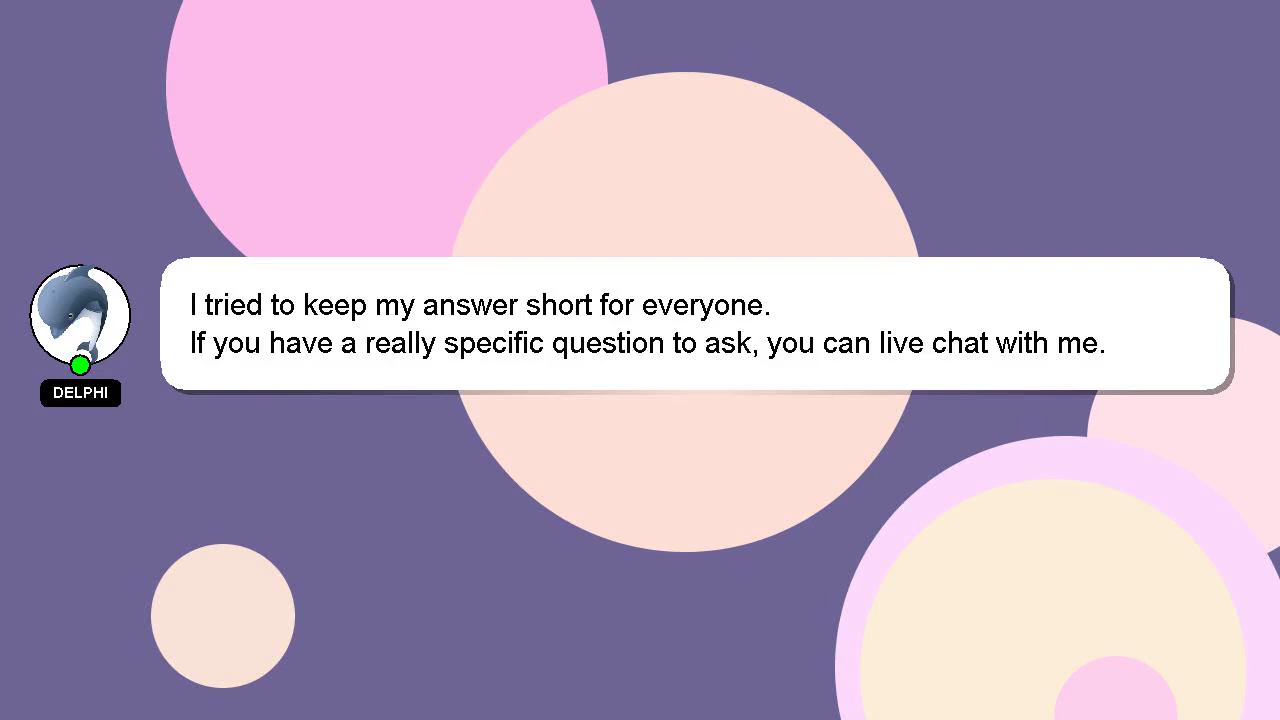 I tried to keep my answer short for everyone.
If you have a really specific question to ask, you can live chat with me.
DELPHI